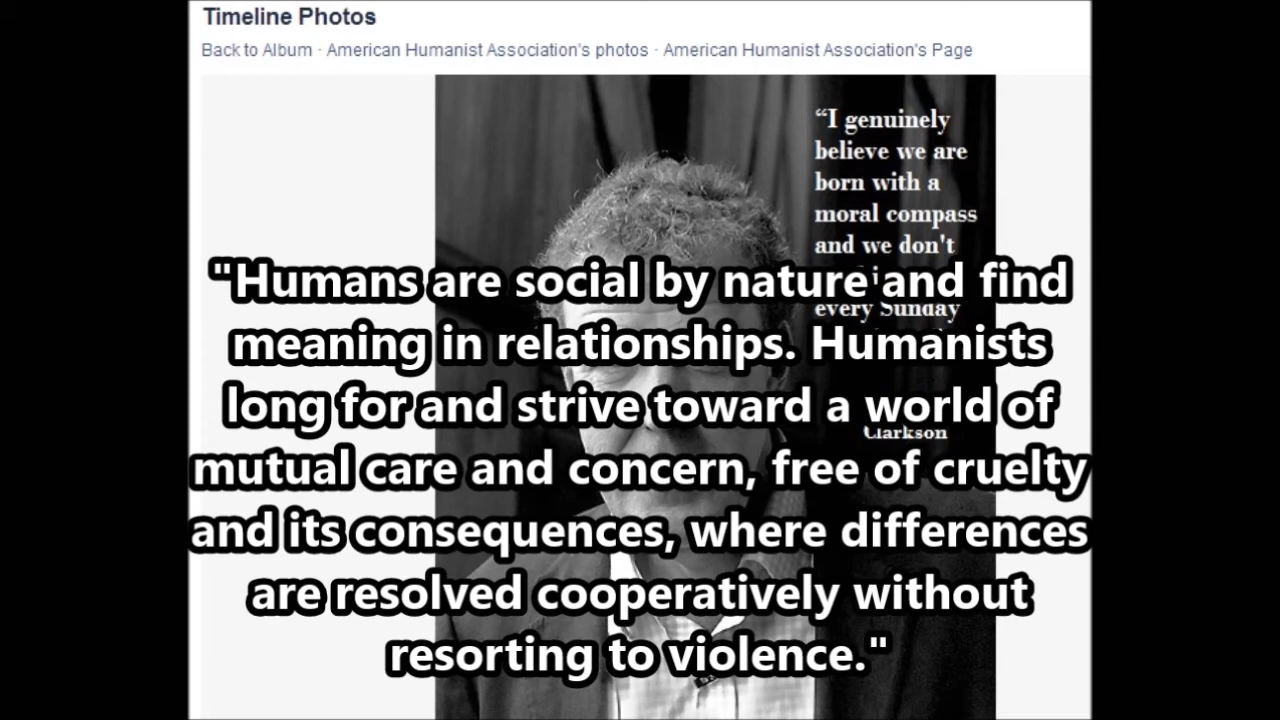 Timeline Photos
Back to Album · American Humanist Association's photos · American Humanist Association's Page
“I genuinely
believe we are
born with a
moral compass
and we don't
every Sunday
Clarkson
"Humans are social by nature and find
meaning in relationships. Humanists
long for and strive toward a world of
mutual care and concern, free of cruelty
and its consequences, where differences
are resolved cooperatively without
resorting to violence."